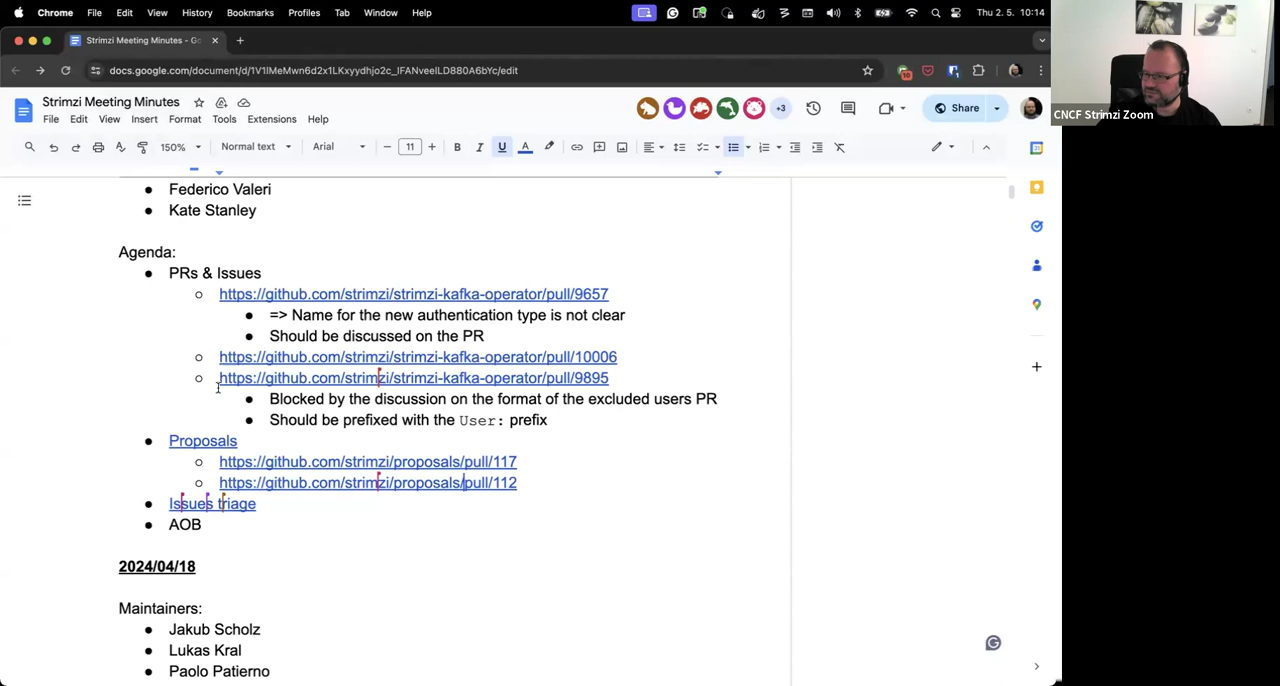 Chrome File Edit View History Bookmarks Profiles Tab Window Help Thu 2. 5. 10:14
Strimzi Meeting Minutes - Go
docs.google.com/document/d/1V1lMeMwn6d2x1LKxyydhjo2c_IFANveelLD880A6bYc/edit
10
Strimzi Meeting Minutes
File Edit View Insert Format Tools Extensions Help
+3
Share
150% Normal text Arial 11 B I U A
CNCF Strimzi Zoom
Federico Valeri
Kate Stanley
Agenda:
PRs & Issues
https://github.com/strimzi/strimzi-kafka-operator/pull/9657
=> Name for the new authentication type is not clear
Should be discussed on the PR
https://github.com/strimzi/strimzi-kafka-operator/pull/10006
https://github.com/strimzi/strimzi-kafka-operator/pull/9895
Blocked by the discussion on the format of the excluded users PR
Should be prefixed with the User: prefix
Proposals
https://github.com/strimzi/proposals/pull/117
https://github.com/strimzi/proposals/pull/112
Issues triage
AOB
2024/04/18
Maintainers:
Jakub Scholz
Lukas Kral
Paolo Patierno